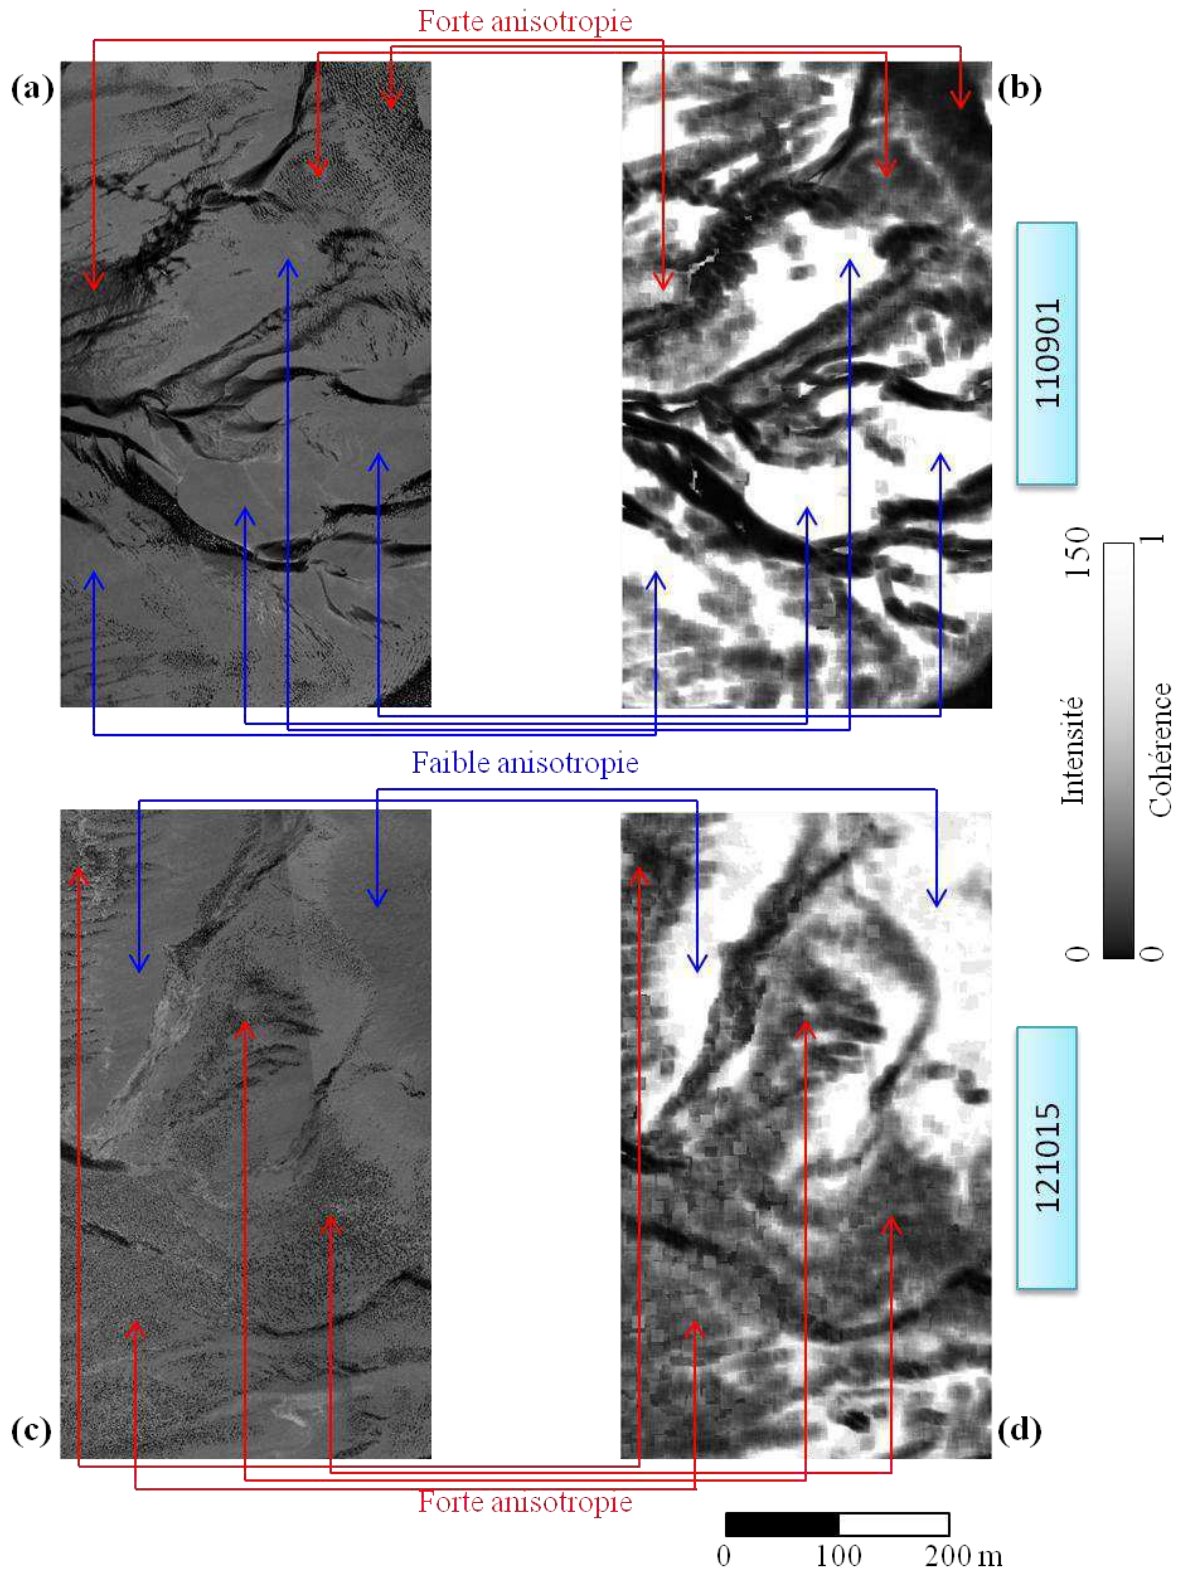 Forte anisotropie
(a)
(b)
110901
150
1
Intensité
Cohérence
0
0
Faible anisotropie
121015
(c)
(d)
Forte anisotropie
0 100 200 m